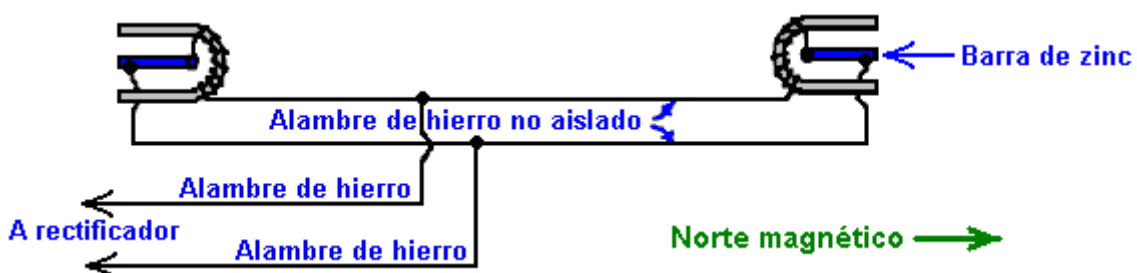 Barra de zinc
Alambre de hierro no aislado
Alambre de hierro
A rectificador
Alambre de hierro
Norte magnético